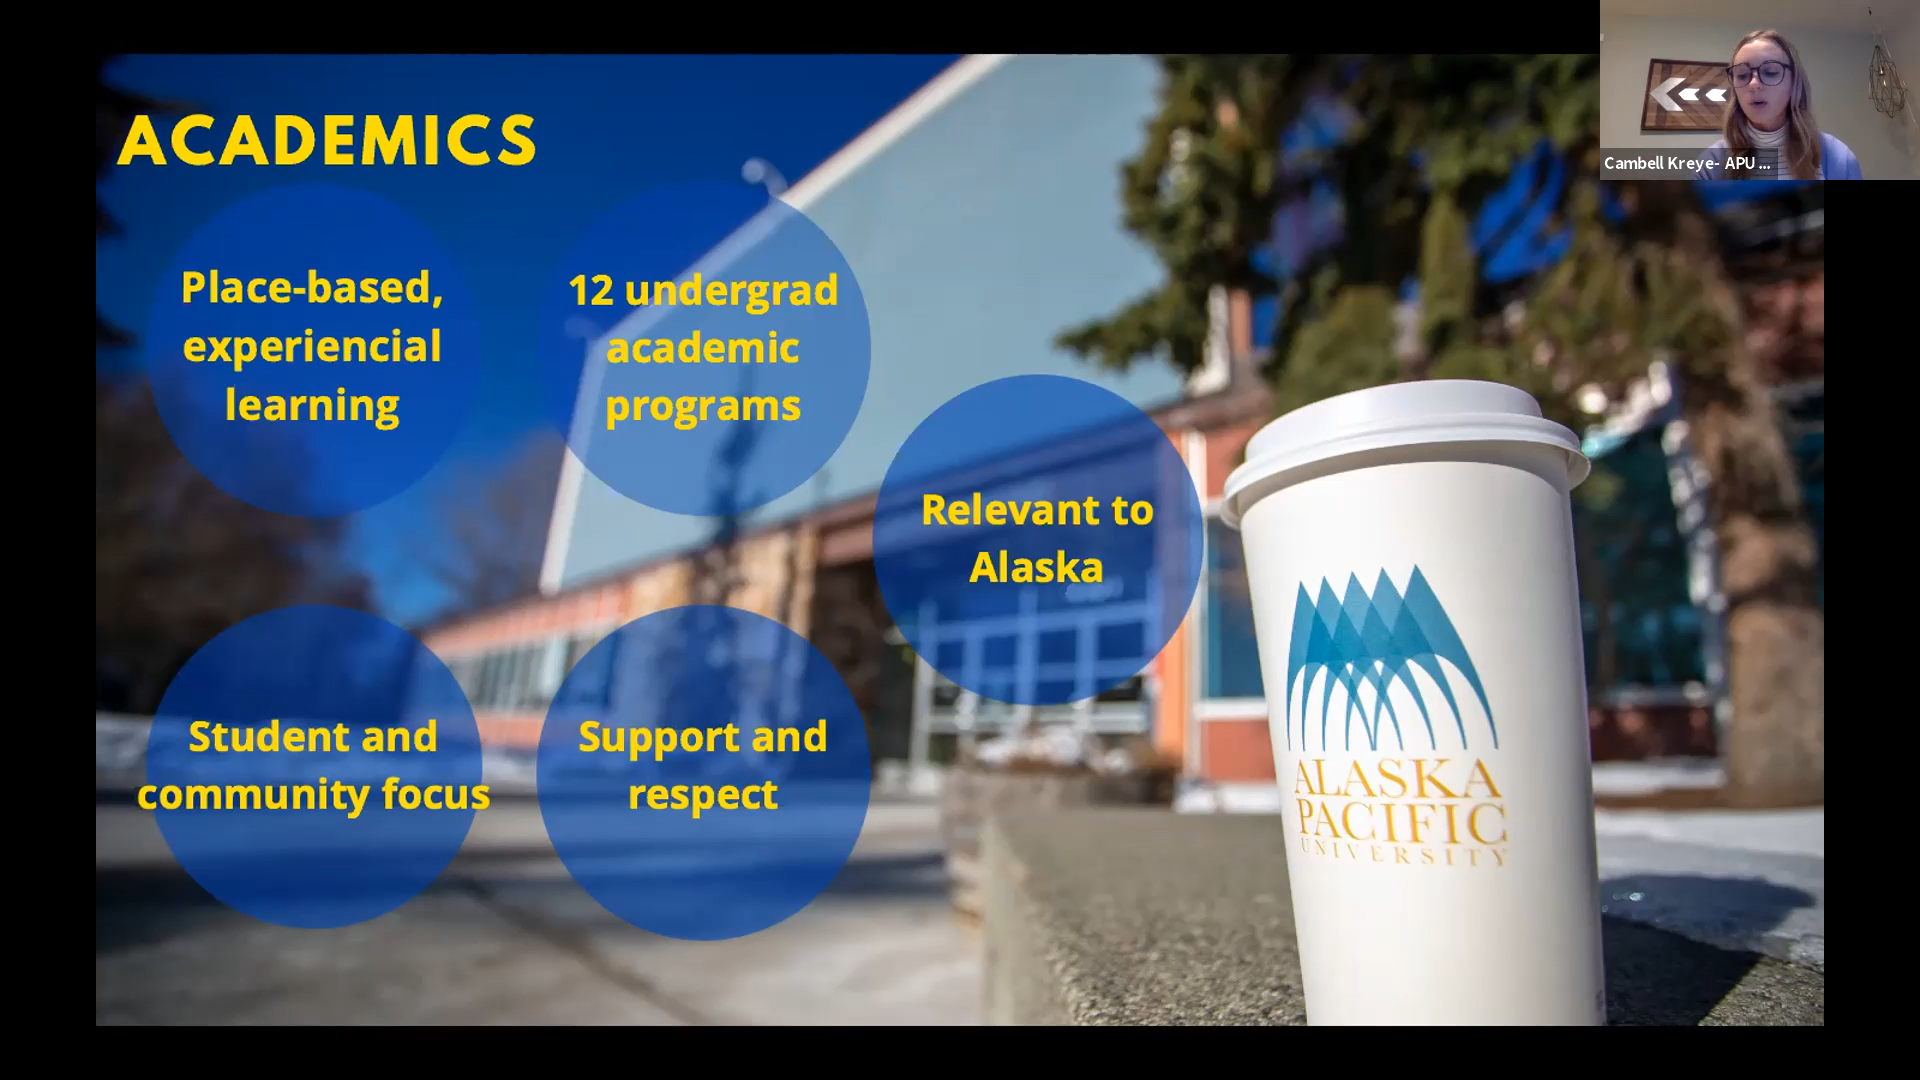 ACADEMICS
Place-based,
experiencial
learning
12 undergrad
academic
programs
Relevant to
Alaska
Student and
community focus
Support and
respect
ALASKA
PACIFIC
UNIVERSITY
Cambell Kreye- APU ...